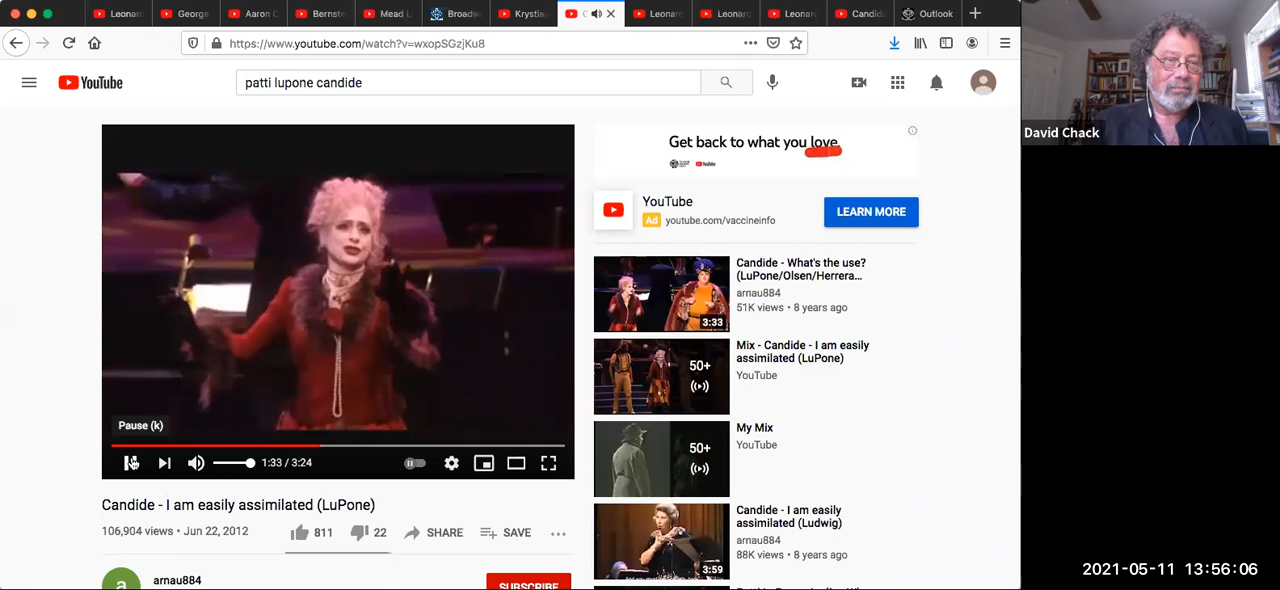 Leonar
George
Aaron C
Bernste
Mead L
Broadw
Krystia
C
Leonar
Leonar
Leonar
Candid
Outlook
https://www.youtube.com/watch?v=wxopSGzjKu8
YouTube
patti lupone candide
Pause (k)
1:33 / 3:24
Candide - I am easily assimilated (LuPone)
106,904 views • Jun 22, 2012
811
22
SHARE
SAVE
a
arnau884
SUBSCRIBE
Get back to what you love.
YouTube
YouTube
Ad youtube.com/vaccineinfo
LEARN MORE
3:33
Candide - What's the use?
(LuPone/Olsen/Herrera...
arnau884
51K views • 8 years ago
50+
Mix - Candide - I am easily
assimilated (LuPone)
YouTube
50+
My Mix
YouTube
3:59
Candide - I am easily
assimilated (Ludwig)
arnau884
88K views • 8 years ago
David Chack
2021-05-11 13:56:06